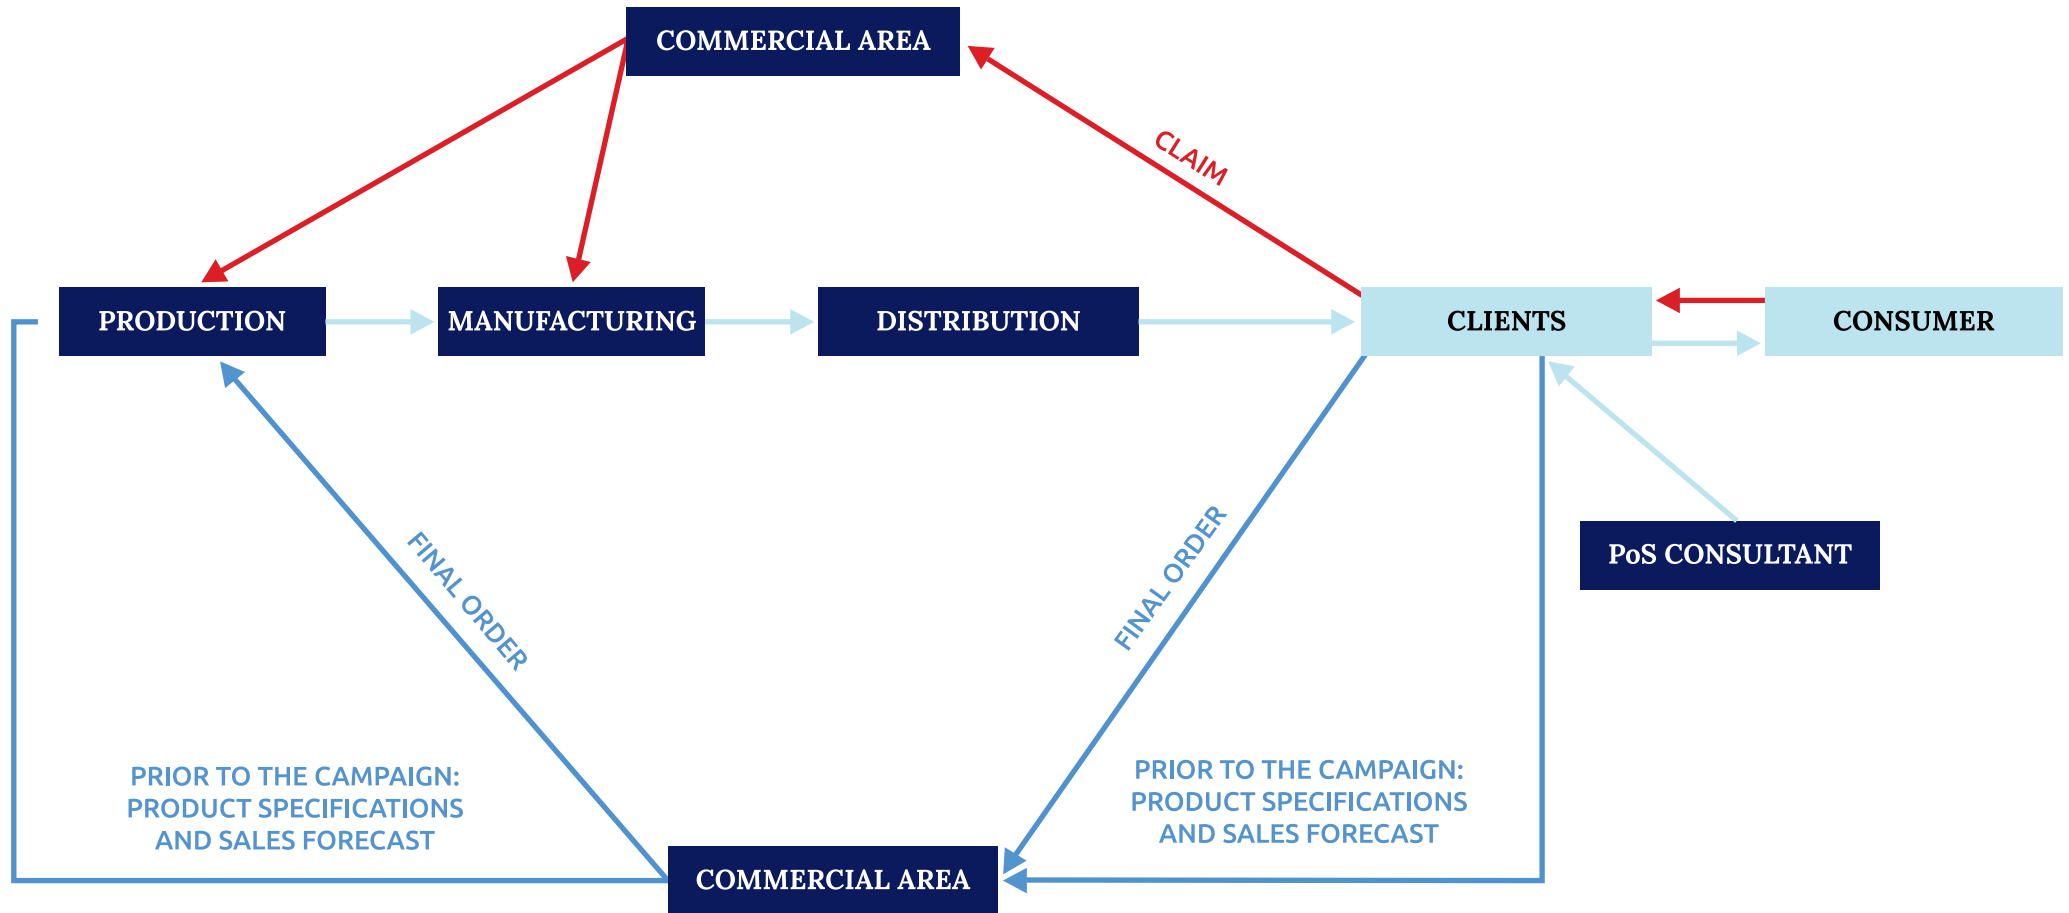 COMMERCIAL AREA
CLAIM
PRODUCTION
MANUFACTURING
DISTRIBUTION
CLIENTS
CONSUMER
FINAL ORDER
FINAL ORDER
PoS CONSULTANT
PRIOR TO THE CAMPAIGN:
PRODUCT SPECIFICATIONS
AND SALES FORECAST
PRIOR TO THE CAMPAIGN:
PRODUCT SPECIFICATIONS
AND SALES FORECAST
COMMERCIAL AREA